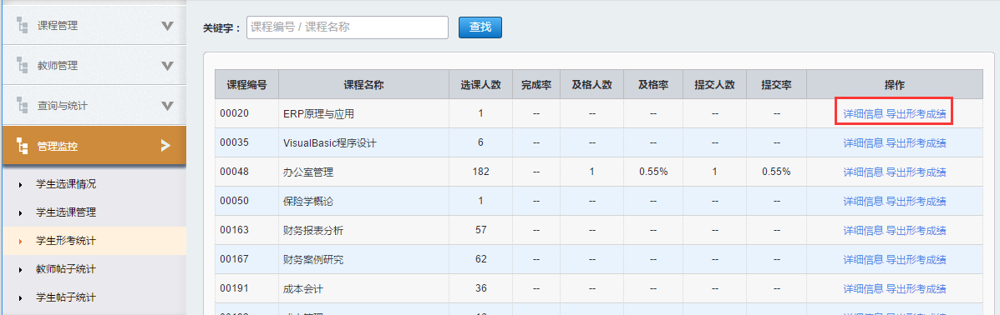 课程管理
教师管理
查询与统计
管理监控
学生选课情况
学生选课管理
学生形考统计
教师帖子统计
学生帖子统计
关键字： 课程编号 / 课程名称 查找
课程编号 课程名称 选课人数 完成率 及格人数 及格率 提交人数 提交率 操作
00020 ERP原理与应用 1 -- -- -- -- -- 详细信息 导出形考成绩
00035 VisualBasic程序设计 6 -- -- -- -- -- 详细信息 导出形考成绩
00048 办公室管理 182 -- 1 0.55% 1 0.55% 详细信息 导出形考成绩
00050 保险学概论 1 -- -- -- -- -- 详细信息 导出形考成绩
00163 财务报表分析 57 -- -- -- -- -- 详细信息 导出形考成绩
00167 财务案例研究 62 -- -- -- -- -- 详细信息 导出形考成绩
00191 成本会计 36 -- -- -- -- -- 详细信息 导出形考成绩